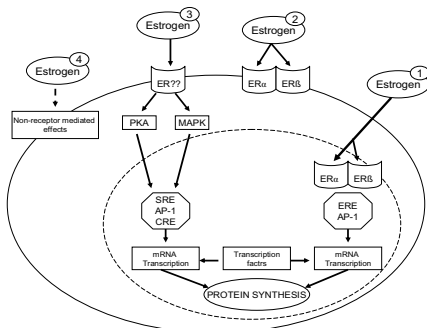 3
Estrogen
2
Estrogen
4
Estrogen
1
Estrogen
ER??
ERα
ERß
Non-receptor mediated
effects
PKA
MAPK
ERα
ERß
SRE
AP-1
CRE
ERE
AP-1
mRNA
Transcription
Transcription
factrs
mRNA
Transcription
PROTEIN SYNTHESIS